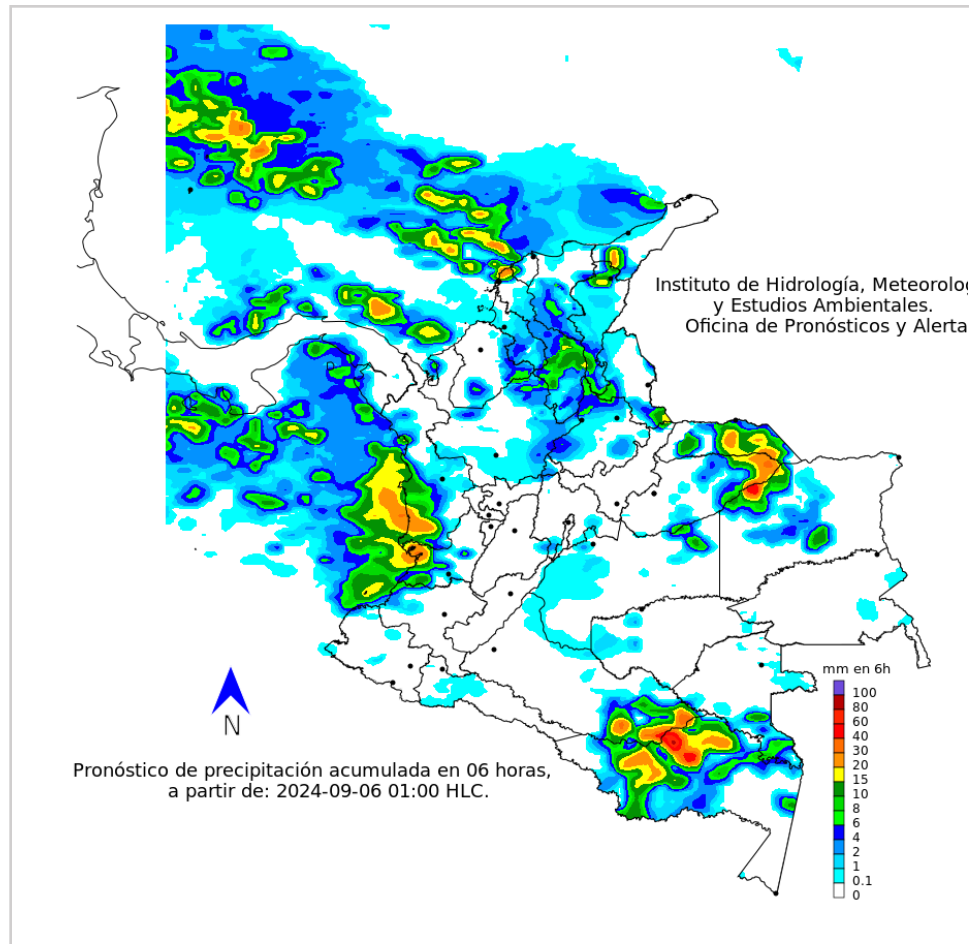 Instituto de Hidrología, Meteorolog
y Estudios Ambientales.
Oficina de Pronósticos y Alerta
mm en 6h
100
80
60
40
30
20
15
10
8
6
4
2
1
0.1
0
N
Pronóstico de precipitación acumulada en 06 horas,
a partir de: 2024-09-06 01:00 HLC.